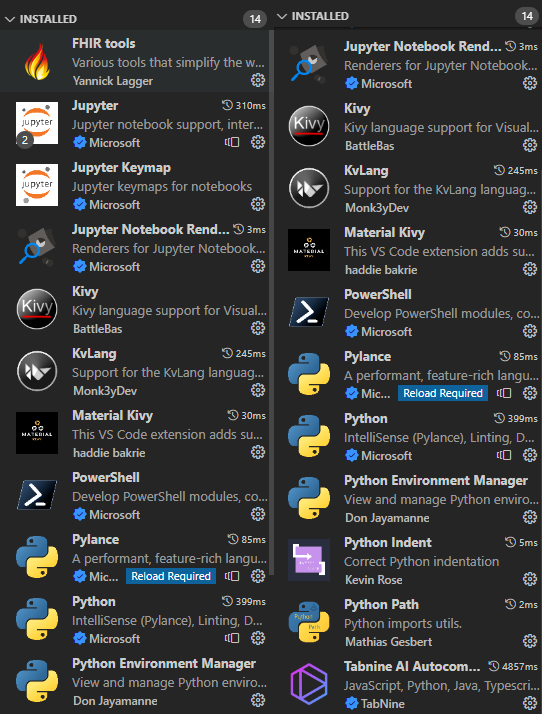 INSTALLED 14
FHIR tools
Various tools that simplify the w...
Yannick Lagger
Jupyter 310ms
Jupyter notebook support, inter...
Microsoft
jupyter
2
Jupyter Keymap
Jupyter keymaps for notebooks
Microsoft
jupyter
Jupyter Notebook Rend... 3ms
Renderers for Jupyter Notebook...
Microsoft
Kivy
Kivy language support for Visual...
BattleBas
Kivy
KvLang 245ms
Support for the KvLang languag...
Monk3yDev
Material Kivy 30ms
This VS Code extension adds su...
haddie bakrie
MATERIAL
KIVY
PowerShell
Develop PowerShell modules, co...
Microsoft
Pylance 85ms
A performant, feature-rich langu...
Mic... Reload Required
Python 399ms
IntelliSense (Pylance), Linting, D...
Microsoft
Python Environment Manager
View and manage Python enviro...
Don Jayamanne
INSTALLED 14
Jupyter Notebook Rend... 3ms
Renderers for Jupyter Notebook...
Microsoft
Kivy
Kivy language support for Visual...
BattleBas
Kivy
KvLang 245ms
Support for the KvLang languag...
Monk3yDev
Material Kivy 30ms
This VS Code extension adds su...
haddie bakrie
MATERIAL
KIVY
PowerShell
Develop PowerShell modules, co...
Microsoft
Pylance 85ms
A performant, feature-rich langu...
Mic... Reload Required
Python 399ms
IntelliSense (Pylance), Linting, D...
Microsoft
Python Environment Manager
View and manage Python enviro...
Don Jayamanne
Python Indent 5ms
Correct Python indentation
Kevin Rose
Python Path 2ms
Python imports utils.
Mathias Gesbert
Python
Path
Tabnine AI Autocom... 4857ms
JavaScript, Python, Java, Typescri...
TabNine